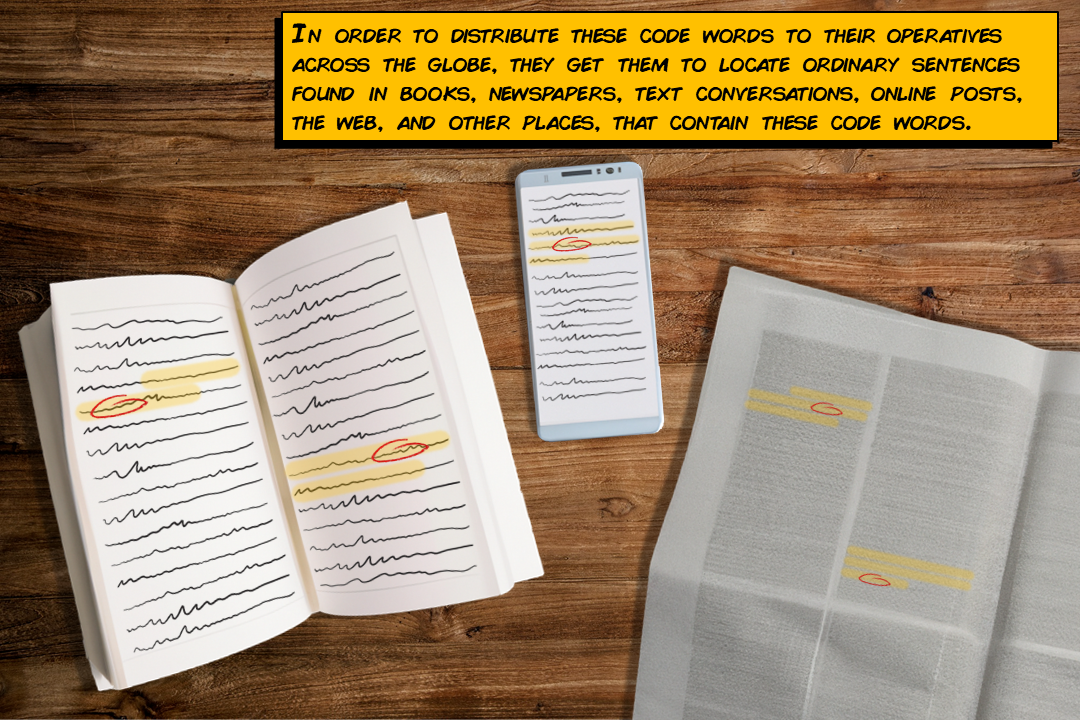 In order to distribute these code words to their operatives
across the globe, they get them to locate ordinary sentences
found in books, newspapers, text conversations, online posts,
the web, and other places, that contain these code words.